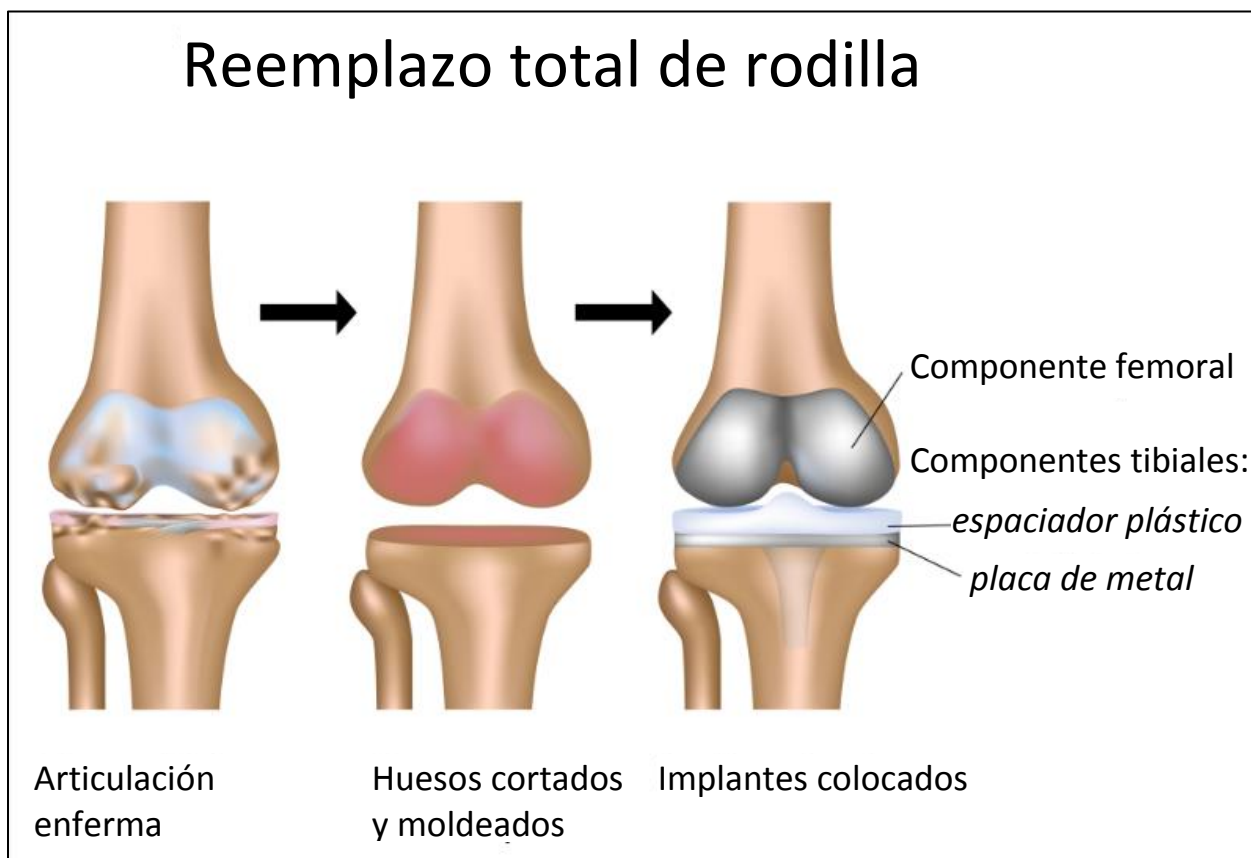 Reemplazo total de rodilla
Componente femoral
Componentes tibiales:
espaciador plástico
placa de metal
Articulación
enferma
Huesos cortados
y moldeados
Implantes colocados